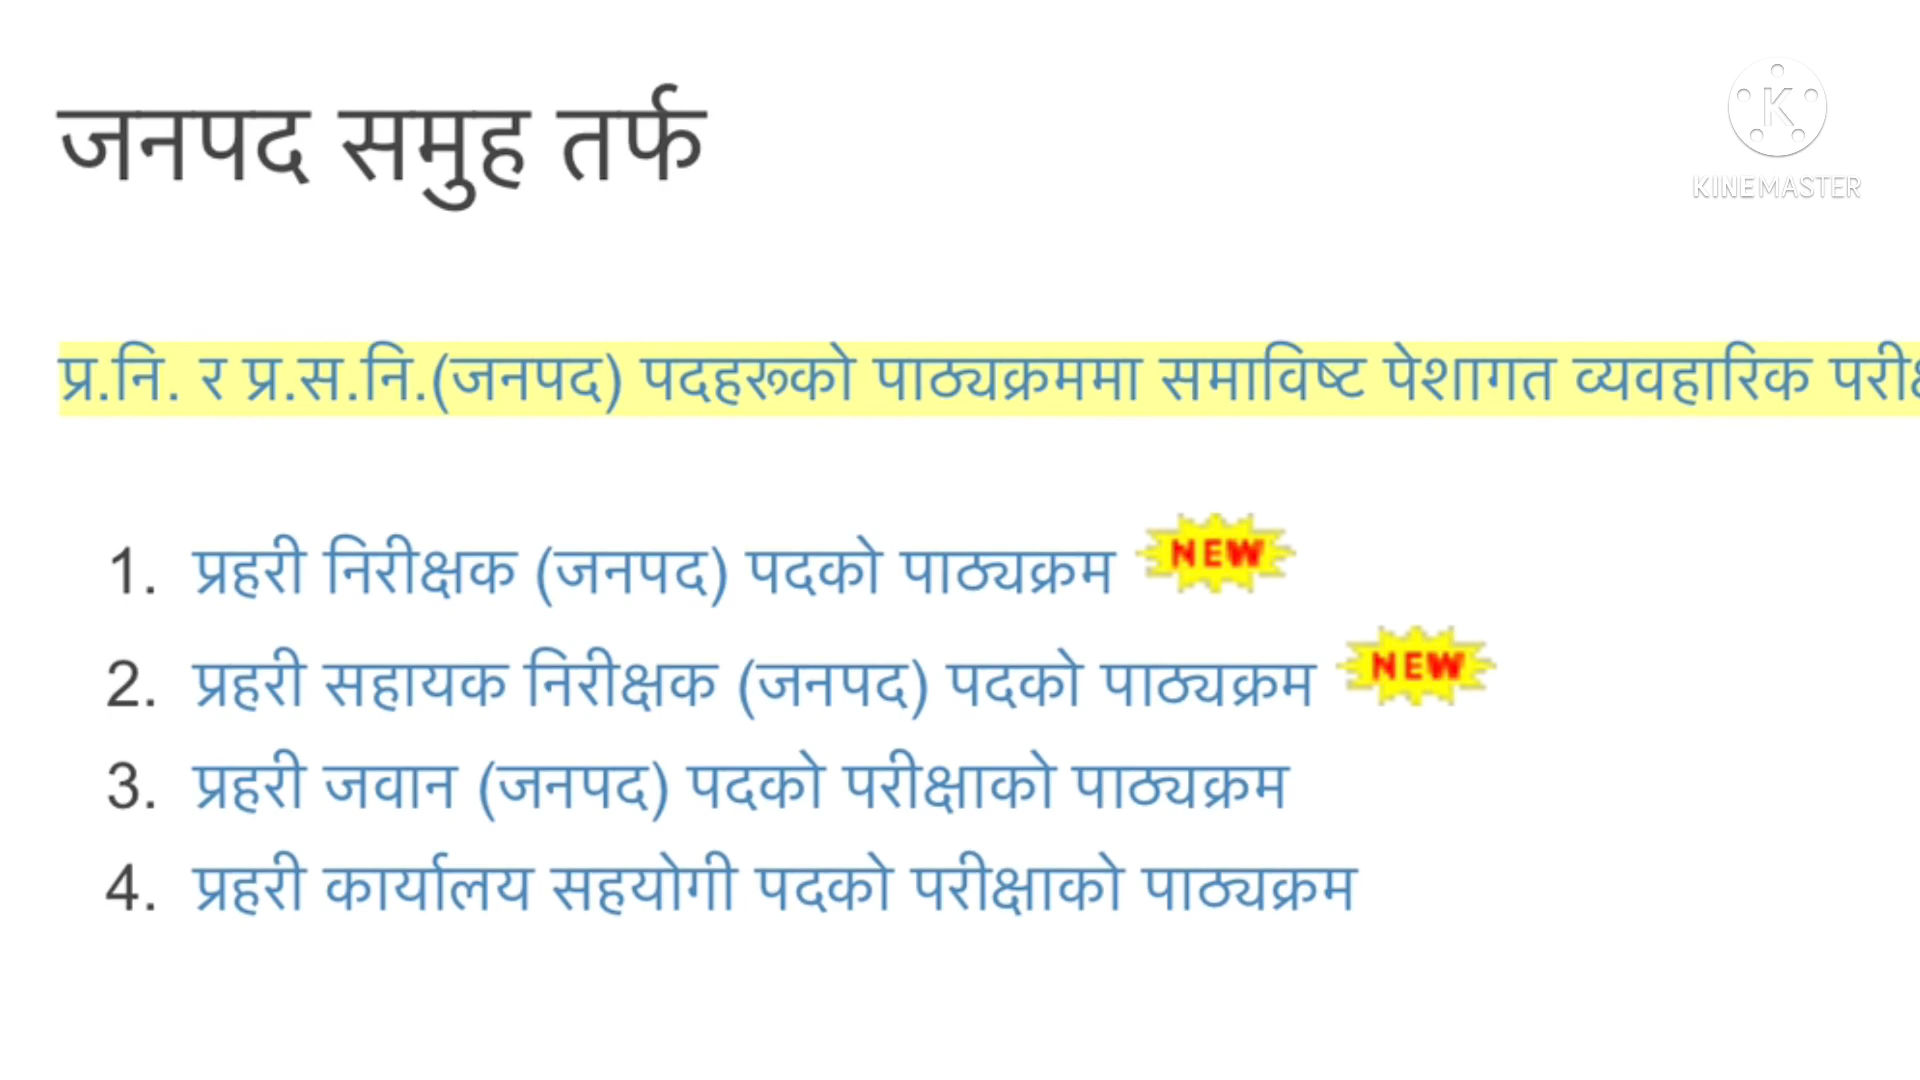 जनपद समुह तर्फ
KINEMASTER
प्र.नि. र प्र.स.नि.(जनपद) पदहरूको पाठ्यक्रममा समाविष्ट पेशागत व्यवहारिक
1. प्रहरी निरीक्षक (जनपद) पदको पाठ्यक्रम NEW
2. प्रहरी सहायक निरीक्षक (जनपद) पदको पाठ्यक्रम NEW
3. प्रहरी जवान (जनपद) पदको परीक्षाको पाठ्यक्रम
4. प्रहरी कार्यालय सहयोगी पदको परीक्षाको पाठ्यक्रम